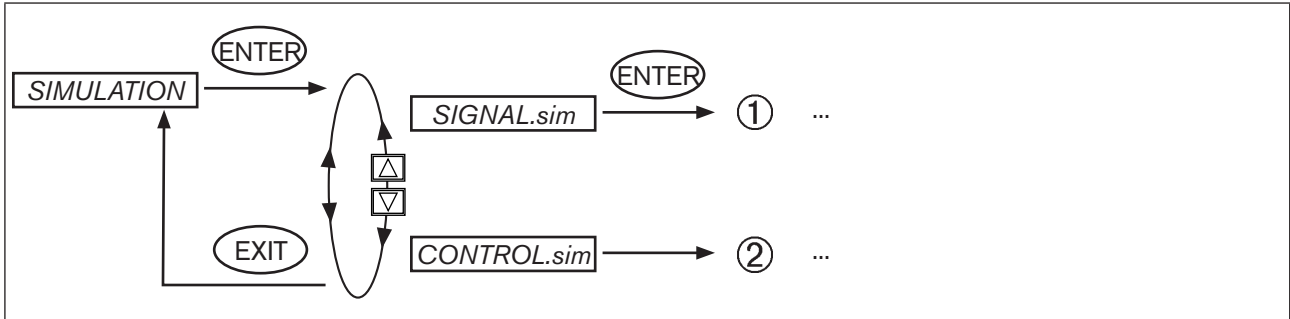 ENTER
SIMULATION
ENTER
SIGNAL.sim
① ...
EXIT
CONTROL.sim
② ...